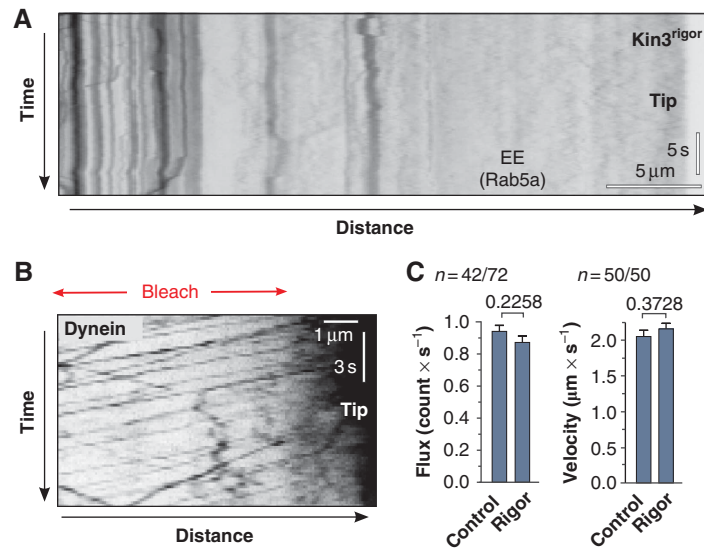 A
Time
Kin3rigor
Tip
5 s
EE
(Rab5a)
5 μm
Distance
B
Bleach
Time
Dynein
1 μm
3 s
Tip
Distance
C
n = 42/72
0.2258
Flux (count × s−1)
1.0
0.8
0.6
0.4
0.2
0.0
Control
Rigor
n = 50/50
0.3728
Velocity (μm × s−1)
2.0
1.5
1.0
0.5
0.0
Control
Rigor